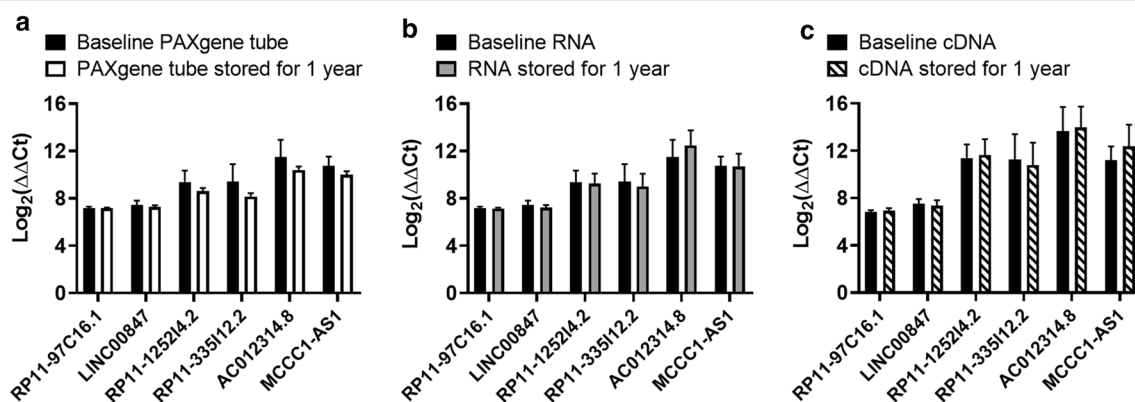 a
Baseline PAXgene tube
PAXgene tube stored for 1 year
Log2(ΔΔCt)
16
12
8
4
0
RP11-97C16.1
LINC00847
RP11-1252I4.2
RP11-335I12.2
AC012314.8
MCCC1-AS1
b
Baseline RNA
RNA stored for 1 year
Log2(ΔΔCt)
16
12
8
4
0
RP11-97C16.1
LINC00847
RP11-1252I4.2
RP11-335I12.2
AC012314.8
MCCC1-AS1
c
Baseline cDNA
cDNA stored for 1 year
Log2(ΔΔCt)
16
12
8
4
0
RP11-97C16.1
LINC00847
RP11-1252I4.2
RP11-335I12.2
AC012314.8
MCCC1-AS1